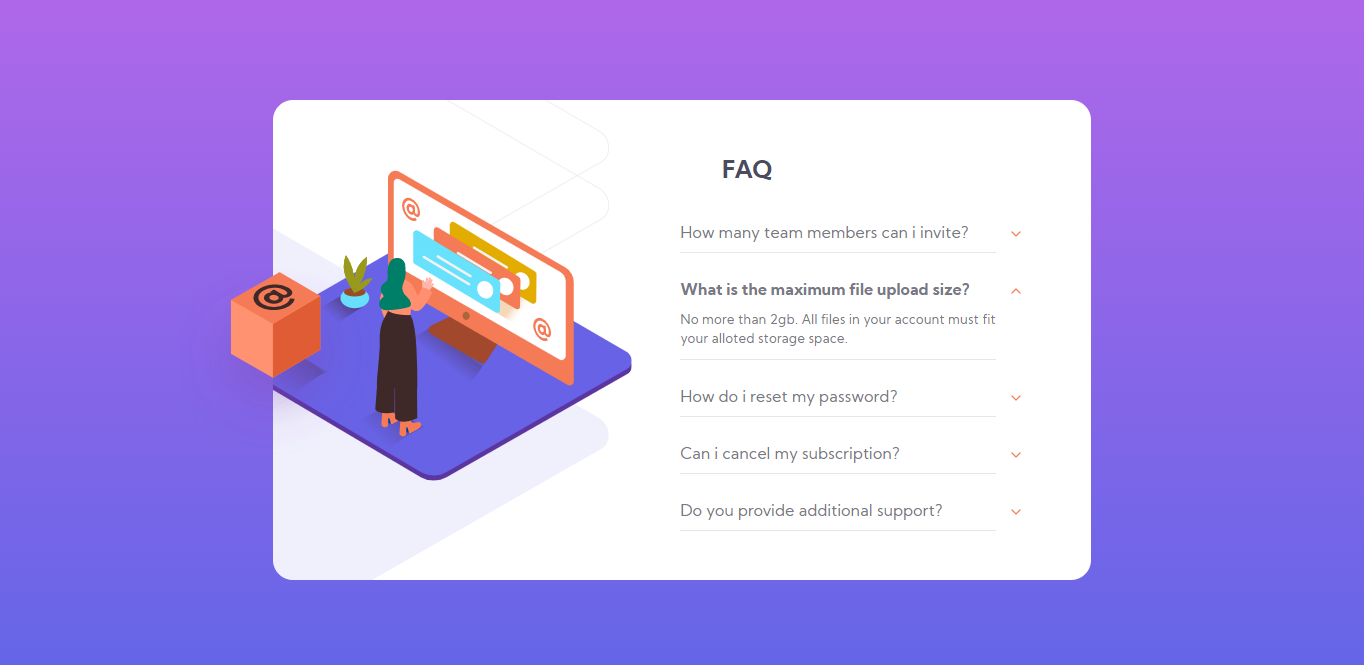 FAQ
How many team members can i invite?
What is the maximum file upload size?
No more than 2gb. All files in your account must fit
your alloted storage space.
How do i reset my password?
Can i cancel my subscription?
Do you provide additional support?
@
@
@